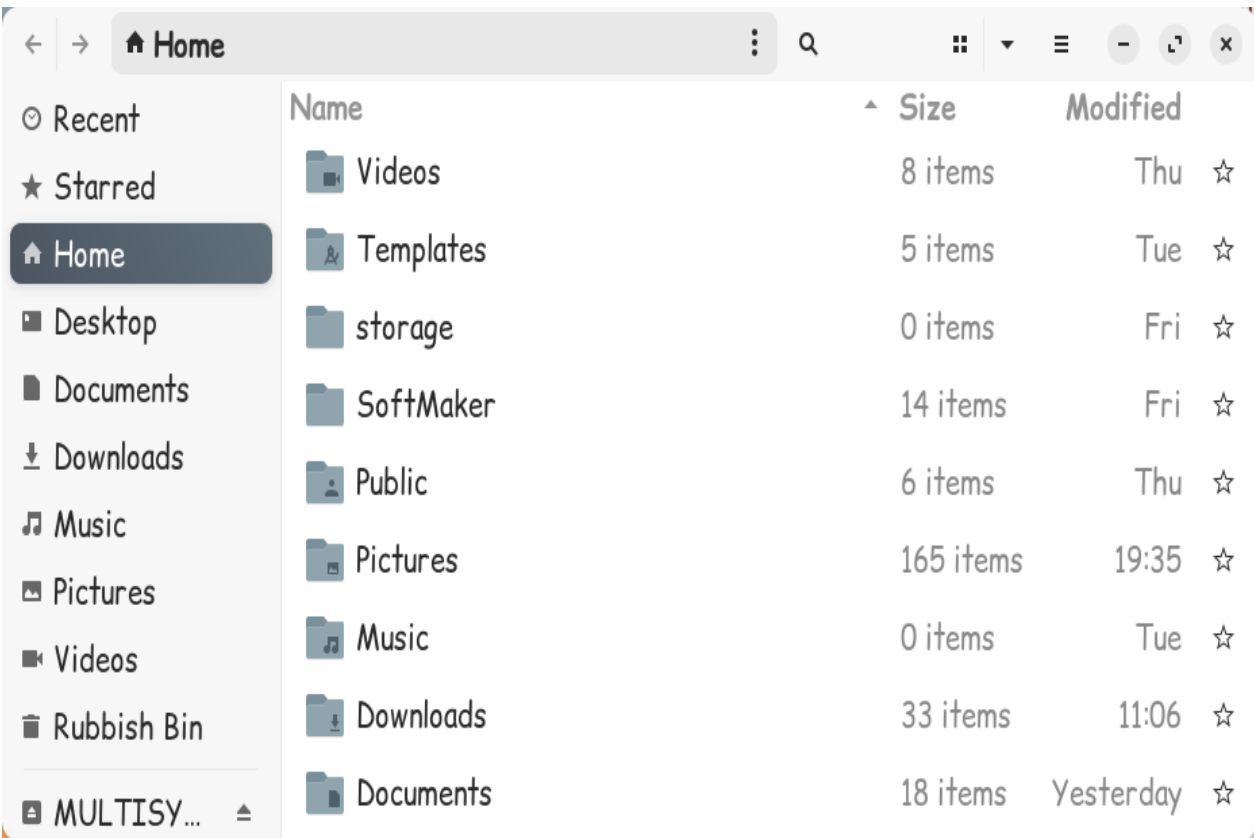 Home
Recent
Starred
Home
Desktop
Documents
Downloads
Music
Pictures
Videos
Rubbish Bin
MULTISY...
Name Size Modified
Videos 8 items Thu
Templates 5 items Tue
storage 0 items Fri
SoftMaker 14 items Fri
Public 6 items Thu
Pictures 165 items 19:35
Music 0 items Tue
Downloads 33 items 11:06
Documents 18 items Yesterday